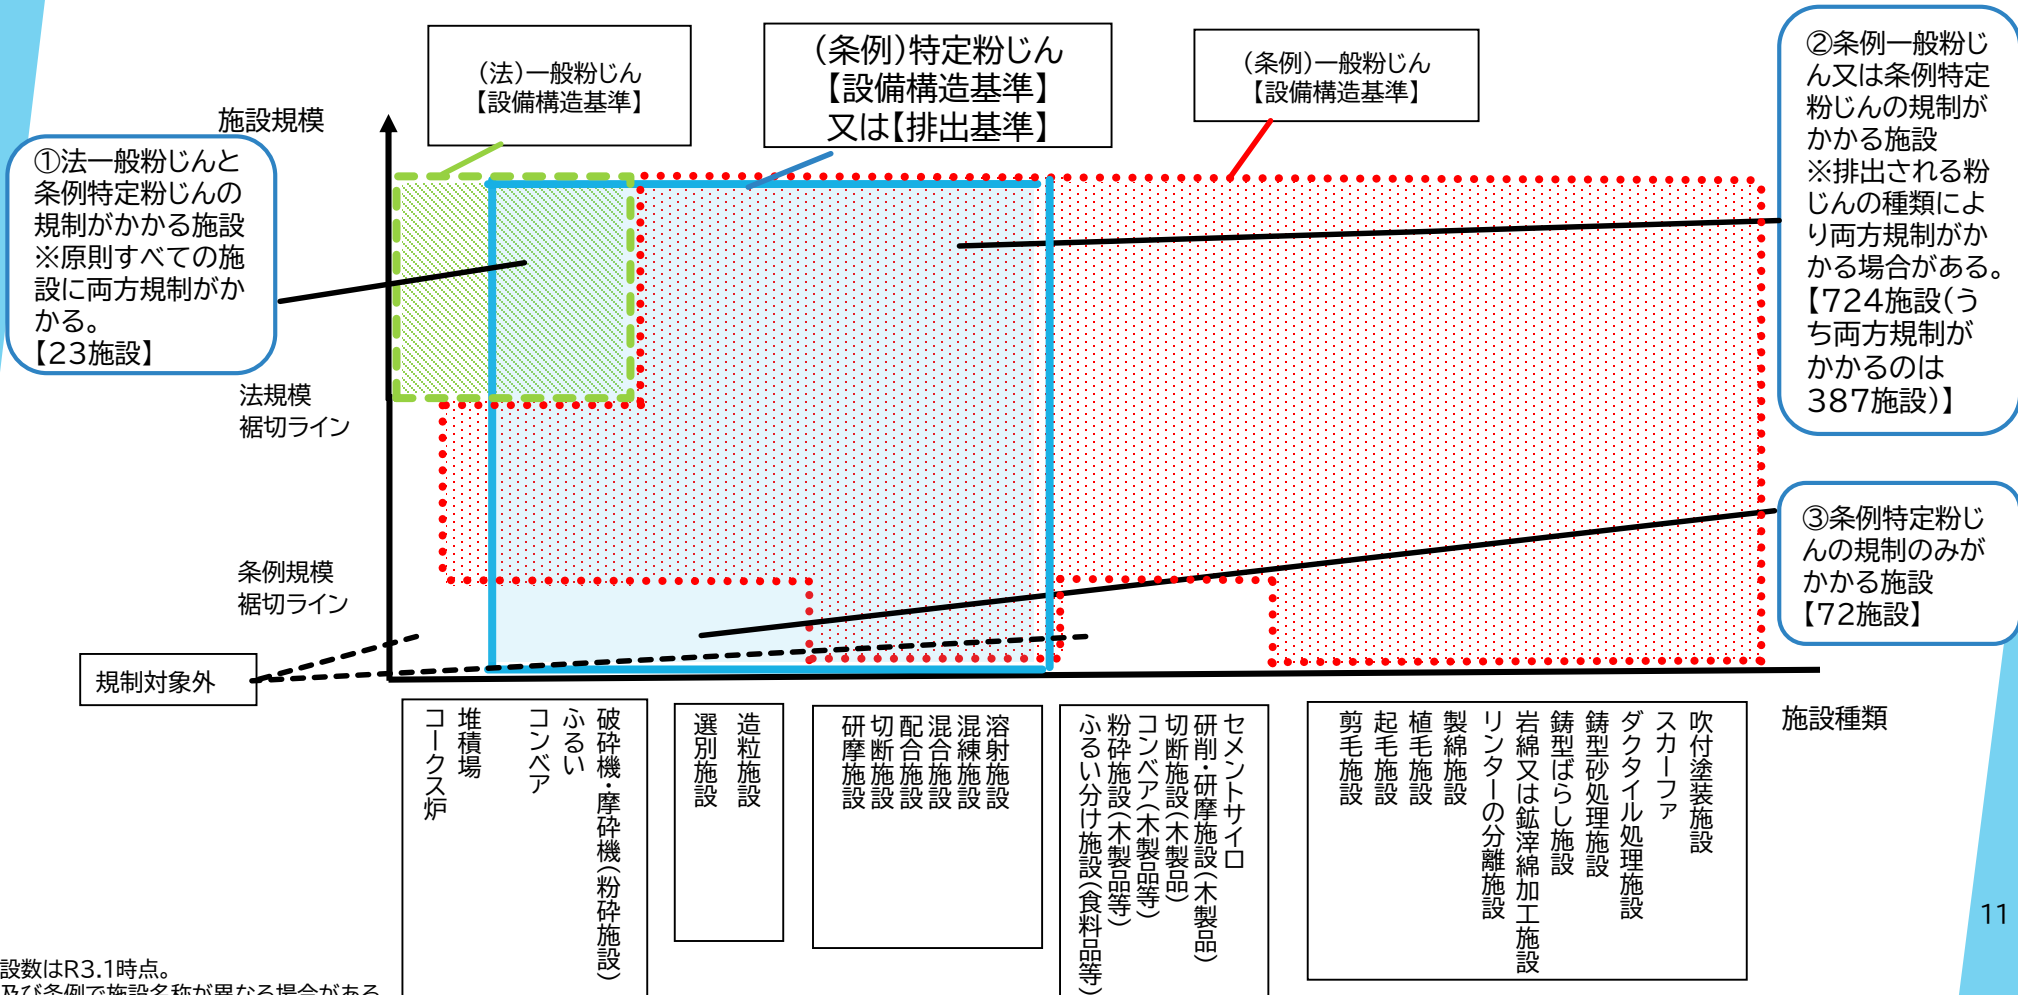 (法)一般粉じん
【設備構造基準】
(条例)特定粉じん
【設備構造基準】
又は【排出基準】
(条例)一般粉じん
【設備構造基準】
②条例一般粉じ
ん又は条例特定
粉じんの規制が
かかる施設
※排出される粉
じんの種類によ
り両方規制がか
かる場合がある。
【724施設(う
ち両方規制が
かかるのは
387施設)】
施設規模
①法一般粉じんと
条例特定粉じんの
規制がかかる施設
※原則すべての施
設に両方規制がか
かる。
【23施設】
法規模
裾切ライン
③条例特定粉じ
んの規制のみが
かかる施設
【72施設】
条例規模
裾切ライン
規制対象外
施設種類
コークス炉
堆積場
コンベア
ふるい
破砕機・摩砕機(粉砕施設)
選別施設
造粒施設
研摩施設
切断施設
配合施設
混合施設
混練施設
溶射施設
ふるい分け施設(食料品等)
粉砕施設(木製品等)
コンベア(木製品等)
切断施設(木製品)
研削・研摩施設(木製品)
セメントサイロ
剪毛施設
起毛施設
植毛施設
製綿施設
リンターの分離施設
岩綿又は鉱滓綿加工施設
鋳型ばらし施設
鋳型砂処理施設
ダクタイル処理施設
スカーファ
吹付塗装施設
11
設数はR3.1時点。
及び条例で施設名称が異なる場合がある